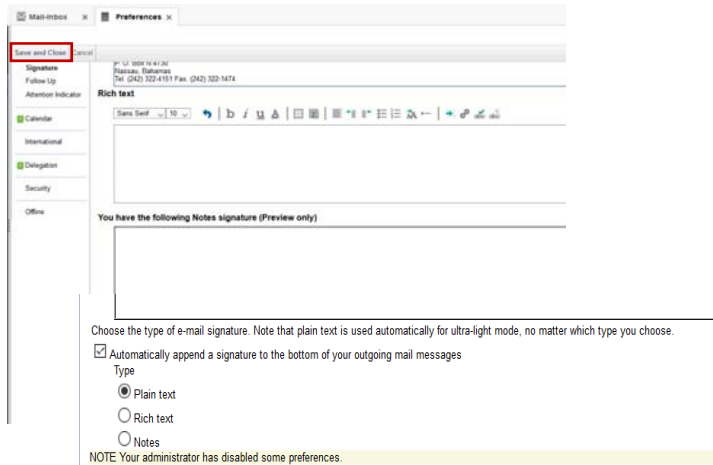 Mail-Inbox x Preferences x
Save and Close Cancel
Signature
Follow Up
Attention Indicator
Calendar
International
Delegation
Security
Offline
P. O. Box N-4730
Nassau, Bahamas
Tel. (242) 322-4151 Fax. (242) 322-1474
Rich text
Sans Serif 10 b i u A
You have the following Notes signature (Preview only)
Choose the type of e-mail signature. Note that plain text is used automatically for ultra-light mode, no matter which type you choose.
Automatically append a signature to the bottom of your outgoing mail messages
Type
Plain text
Rich text
Notes
NOTE Your administrator has disabled some preferences.